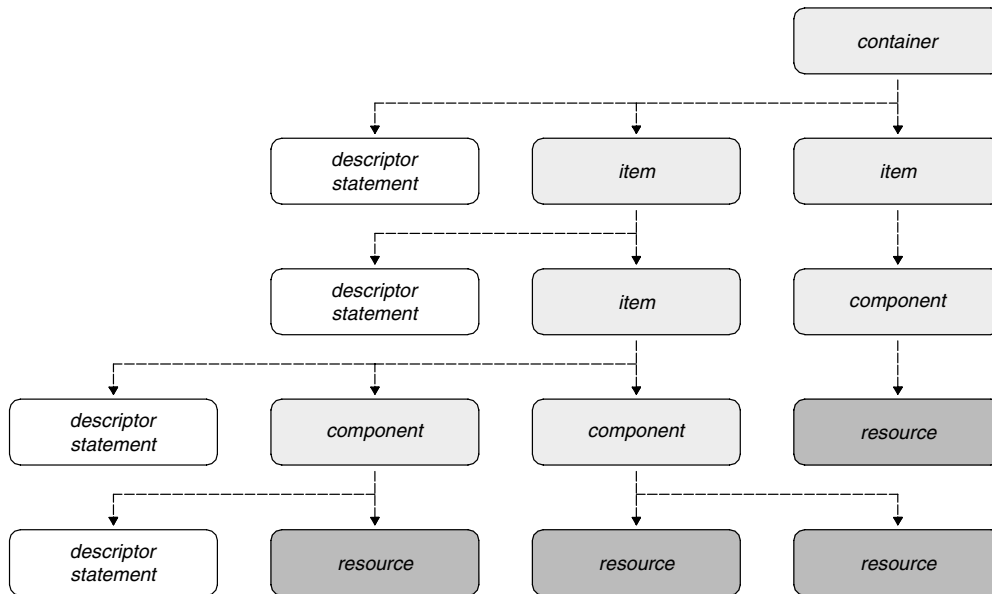 container
descriptor
statement
item
item
descriptor
statement
item
component
descriptor
statement
component
component
resource
descriptor
statement
resource
resource
resource